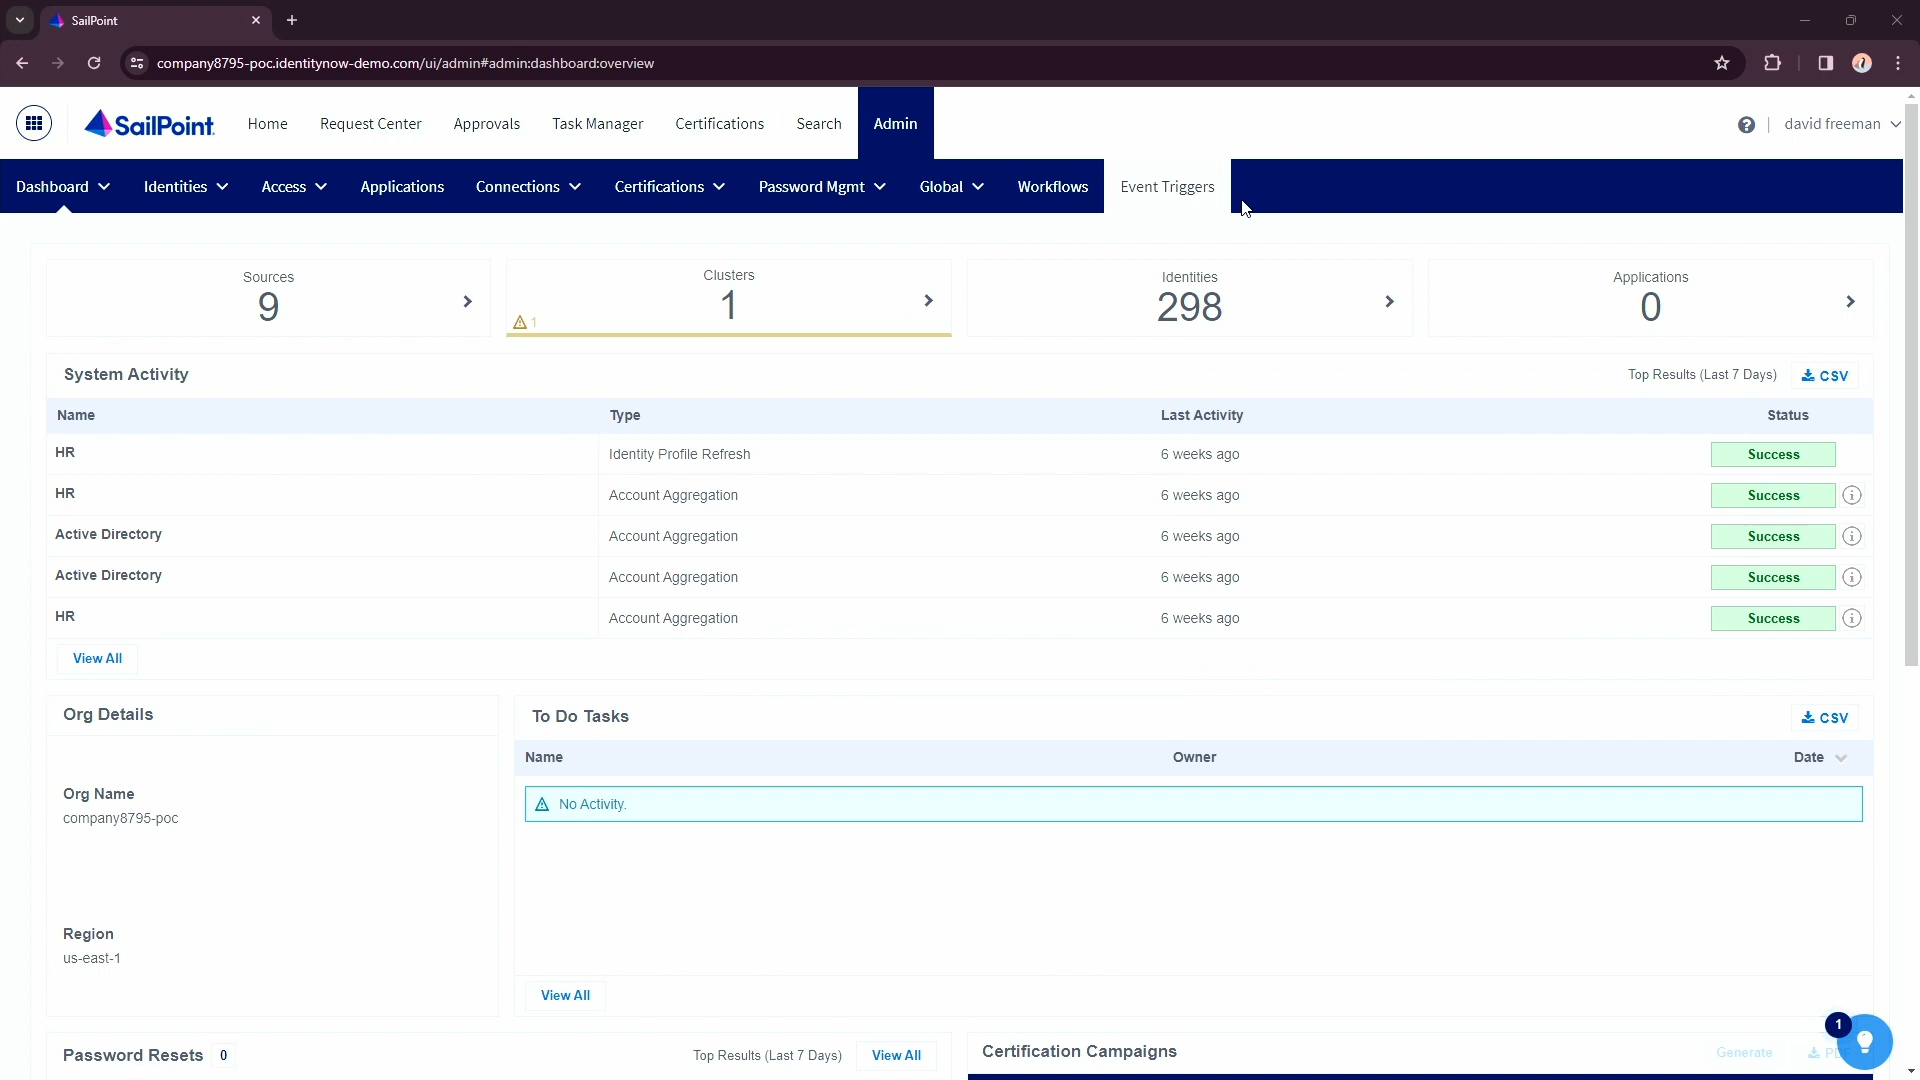 SailPoint
company8795-poc.identitynow-demo.com/ui/admin#admin:dashboard:overview
SailPoint Home Request Center Approvals Task Manager Certifications Search Admin david freeman
Dashboard Identities Access Applications Connections Certifications Password Mgmt Global Workflows Event Triggers
Sources
9
Clusters
1
1
Identities
298
Applications
0
System Activity Top Results (Last 7 Days) CSV
Name Type Last Activity Status
HR Identity Profile Refresh 6 weeks ago Success
HR Account Aggregation 6 weeks ago Success
Active Directory Account Aggregation 6 weeks ago Success
Active Directory Account Aggregation 6 weeks ago Success
HR Account Aggregation 6 weeks ago Success
View All
Org Details
Org Name
company8795-poc
Region
us-east-1
To Do Tasks CSV
Name Owner Date
No Activity.
View All
Password Resets 0 Top Results (Last 7 Days) View All
Certification Campaigns Generate
1